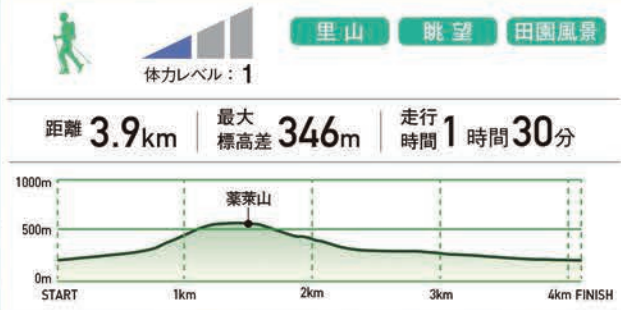 里山 眺望 田園風景
体力レベル：1
距離 3.9km 最大標高差 346m 走行時間 1時間30分
1000m
薬莱山
500m
0m
START 1km 2km 3km 4km FINISH